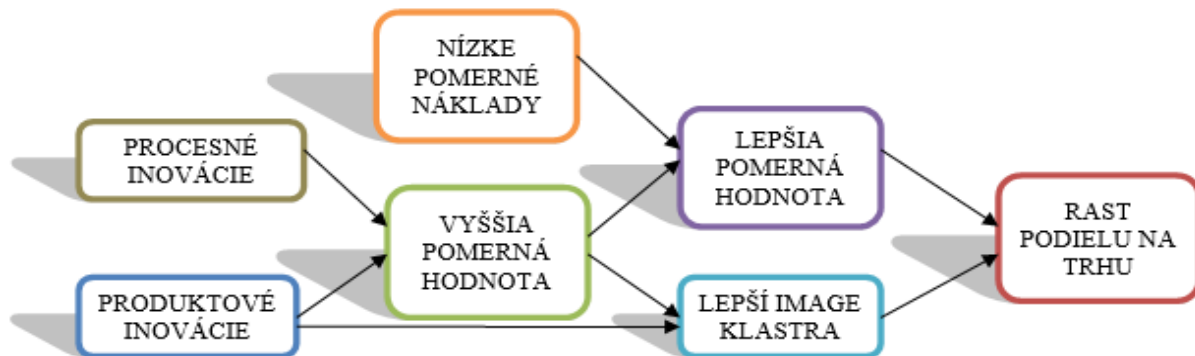 NÍZKE
POMERNÉ
NÁKLADY
PROCESNÉ
INOVÁCIE
LEPŠIA
POMERNÁ
HODNOTA
VYŠŠIA
POMERNÁ
HODNOTA
RAST
PODIELU NA
TRHU
PRODUKTOVÉ
INOVÁCIE
LEPŠÍ IMAGE
KLASTRA